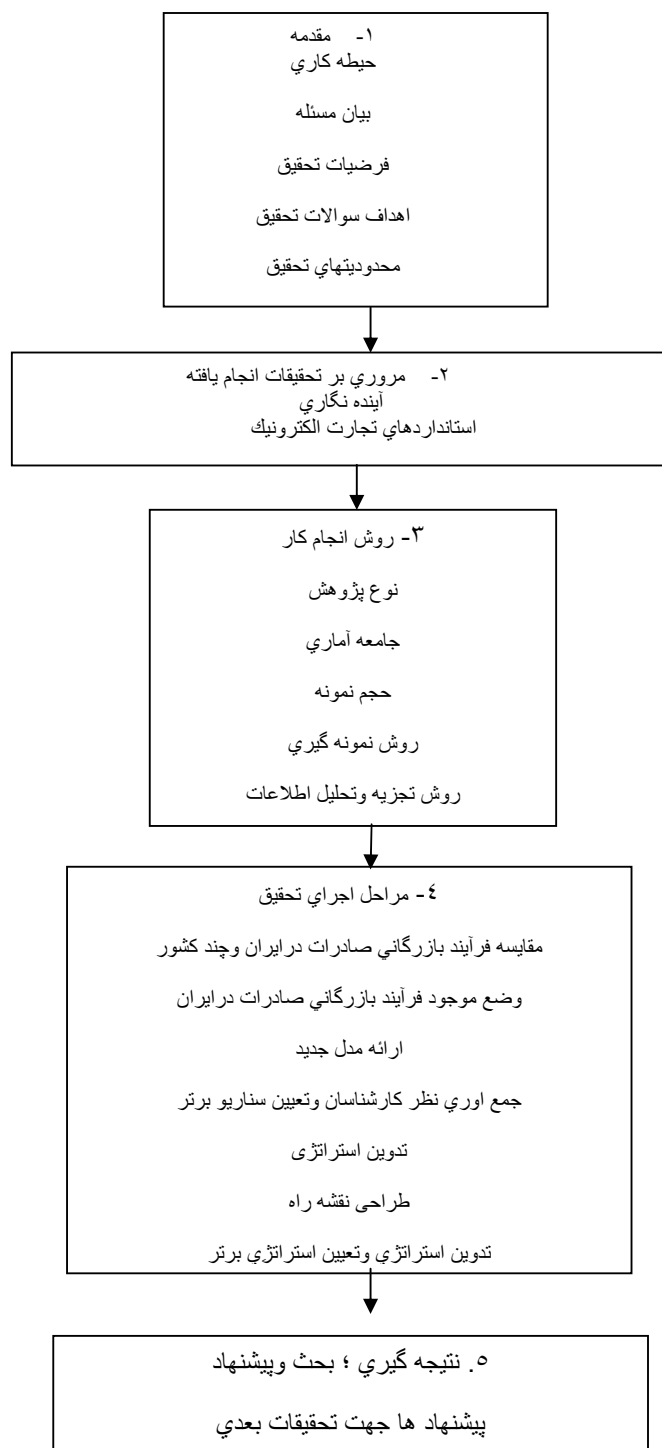 ١- مقدمه
حيطه كاري
بيان مسئله
فرضيات تحقيق
اهداف سوالات تحقيق
محدوديتهاي تحقيق
٢- مروري بر تحقيقات انجام يافته
آينده نگاري
استانداردهاي تجارت الكترونيك
٣- روش انجام كار
نوع پژوهش
جامعه آماري
حجم نمونه
روش نمونه گيري
روش تجزيه وتحليل اطلاعات
٤- مراحل اجراي تحقيق
مقايسه فرآيند بازرگاني صادرات درايران وچند كشور
وضع موجود فرآيند بازرگاني صادرات درايران
ارائه مدل جديد
جمع اوري نظر كارشناسان وتعيين سناريو برتر
تدوين استراتژی
طراحی نقشه راه
تدوين استراتژي وتعيين استراتژي برتر
٥. نتيجه گيري ؛ بحث وپيشنهاد
پيشنهاد ها جهت تحقيقات بعدي